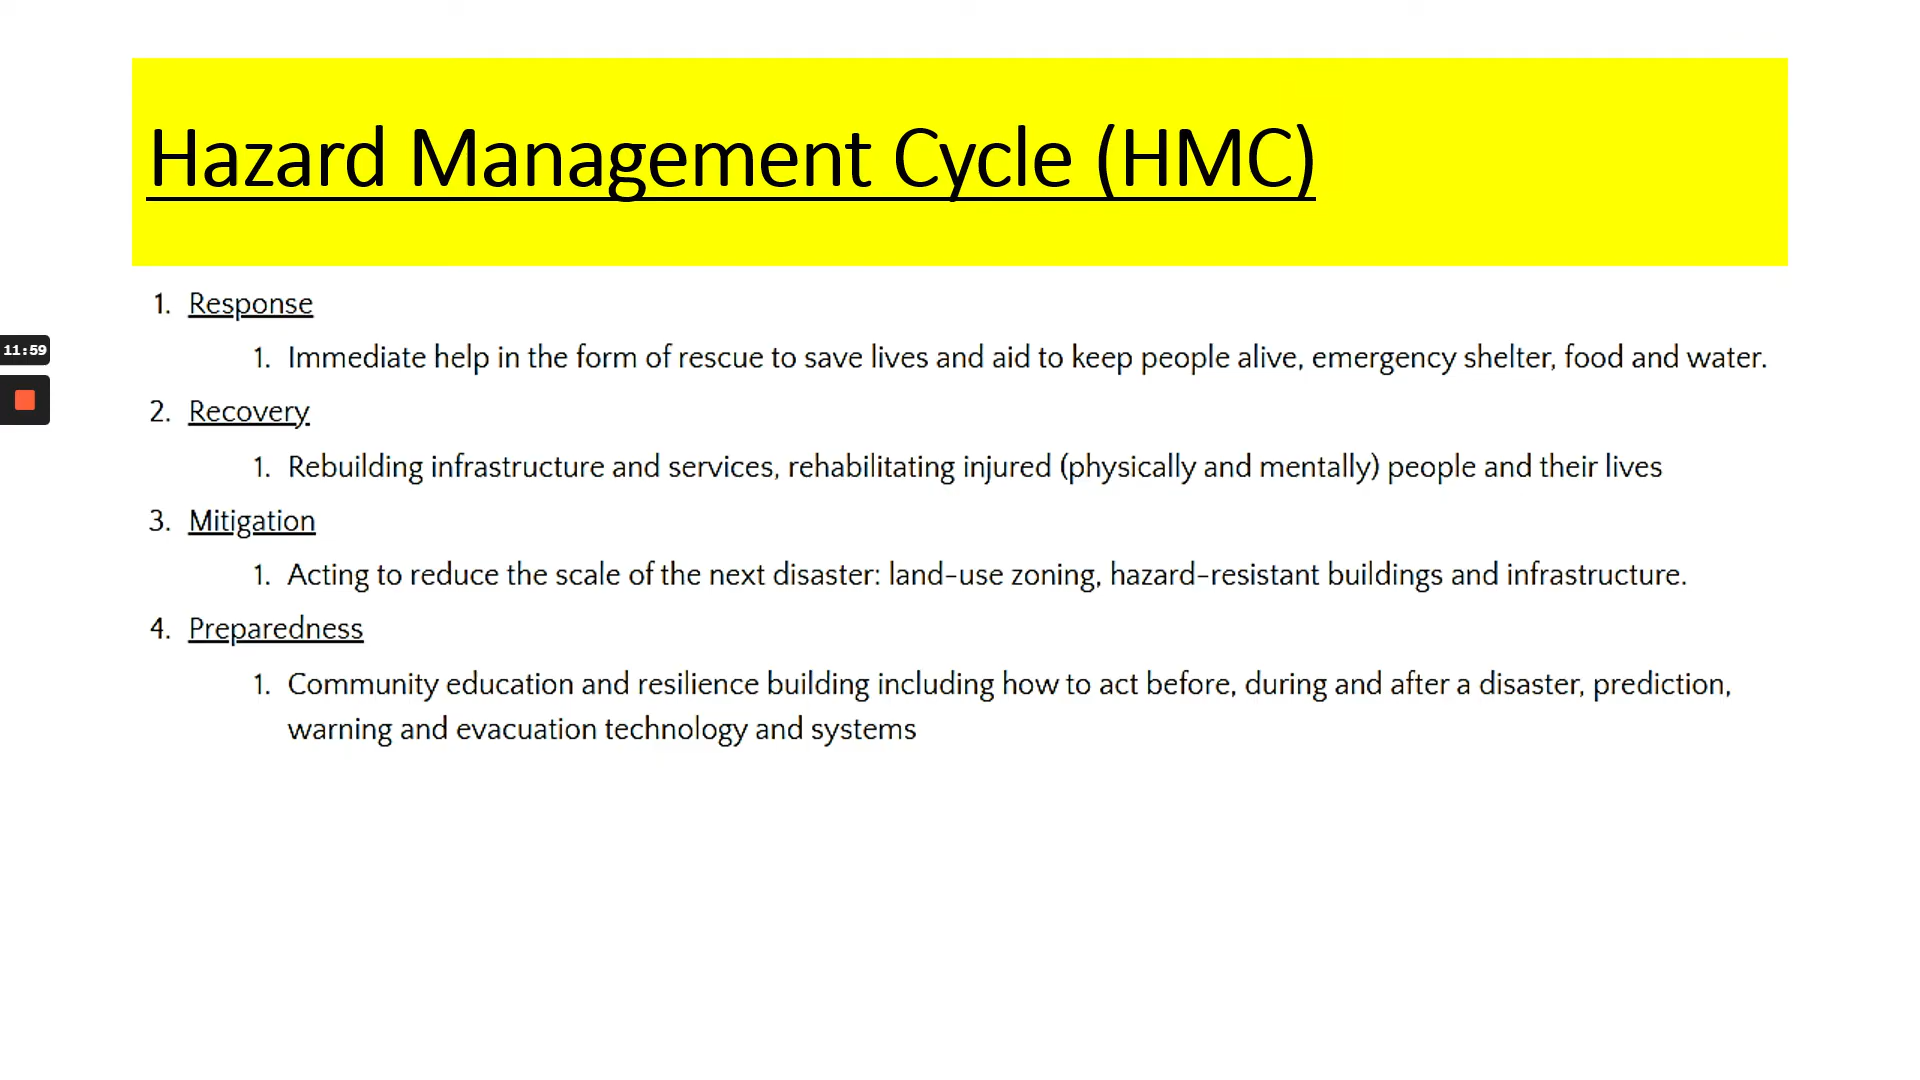 Hazard Management Cycle (HMC)
1. Response
1. Immediate help in the form of rescue to save lives and aid to keep people alive, emergency shelter, food and water.
11:59
2. Recovery
1. Rebuilding infrastructure and services, rehabilitating injured (physically and mentally) people and their lives
3. Mitigation
1. Acting to reduce the scale of the next disaster: land-use zoning, hazard-resistant buildings and infrastructure.
4. Preparedness
1. Community education and resilience building including how to act before, during and after a disaster, prediction,
warning and evacuation technology and systems